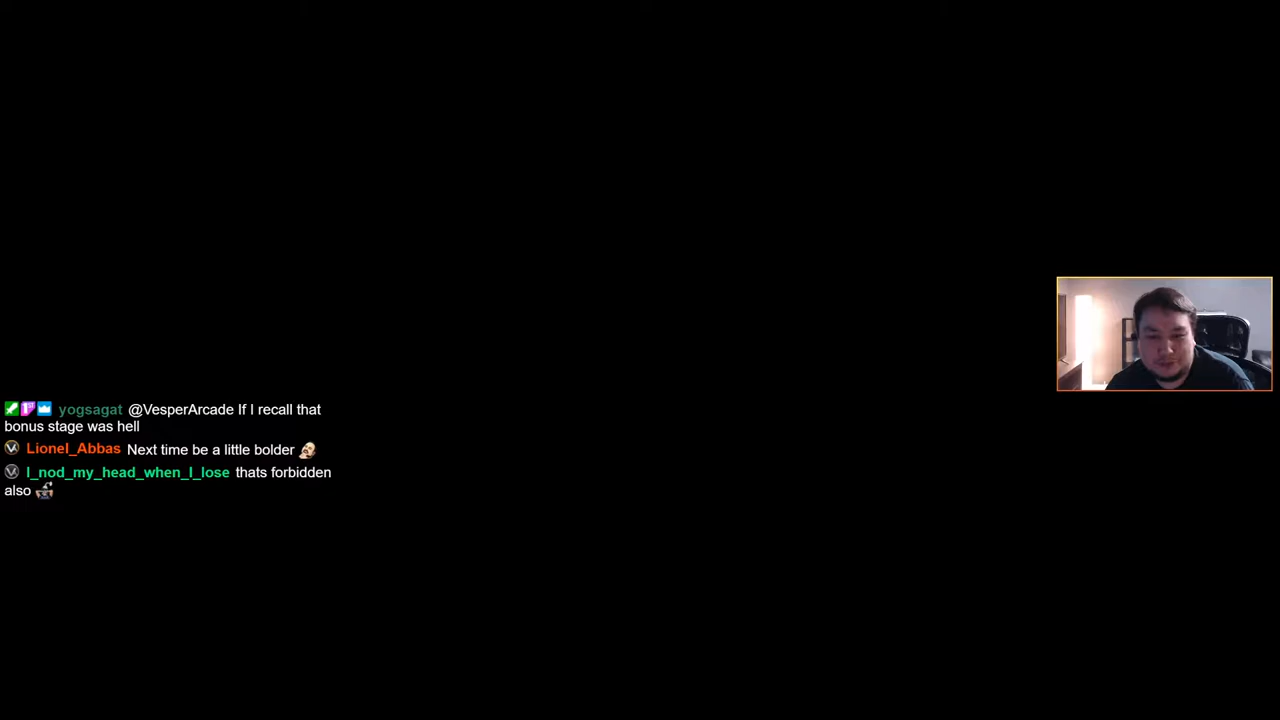 yogsagat @VesperArcade If I recall that
bonus stage was hell
Lionel_Abbas Next time be a little bolder
I_nod_my_head_when_I_lose thats forbidden
also